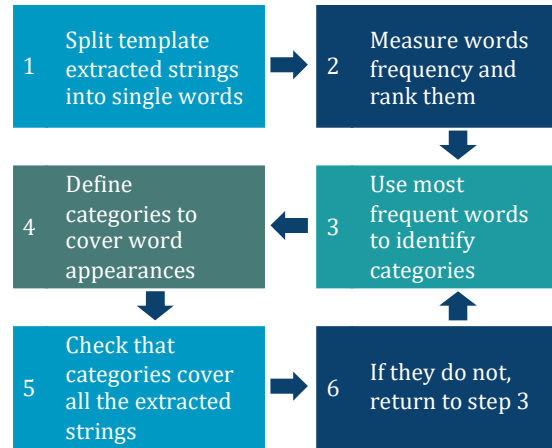 1
Split template
extracted strings
into single words
2
Measure words
frequency and
rank them
3
Use most
frequent words
to identify
categories
4
Define
categories to
cover word
appearances
5
Check that
categories cover
all the extracted
strings
6
If they do not,
return to step 3